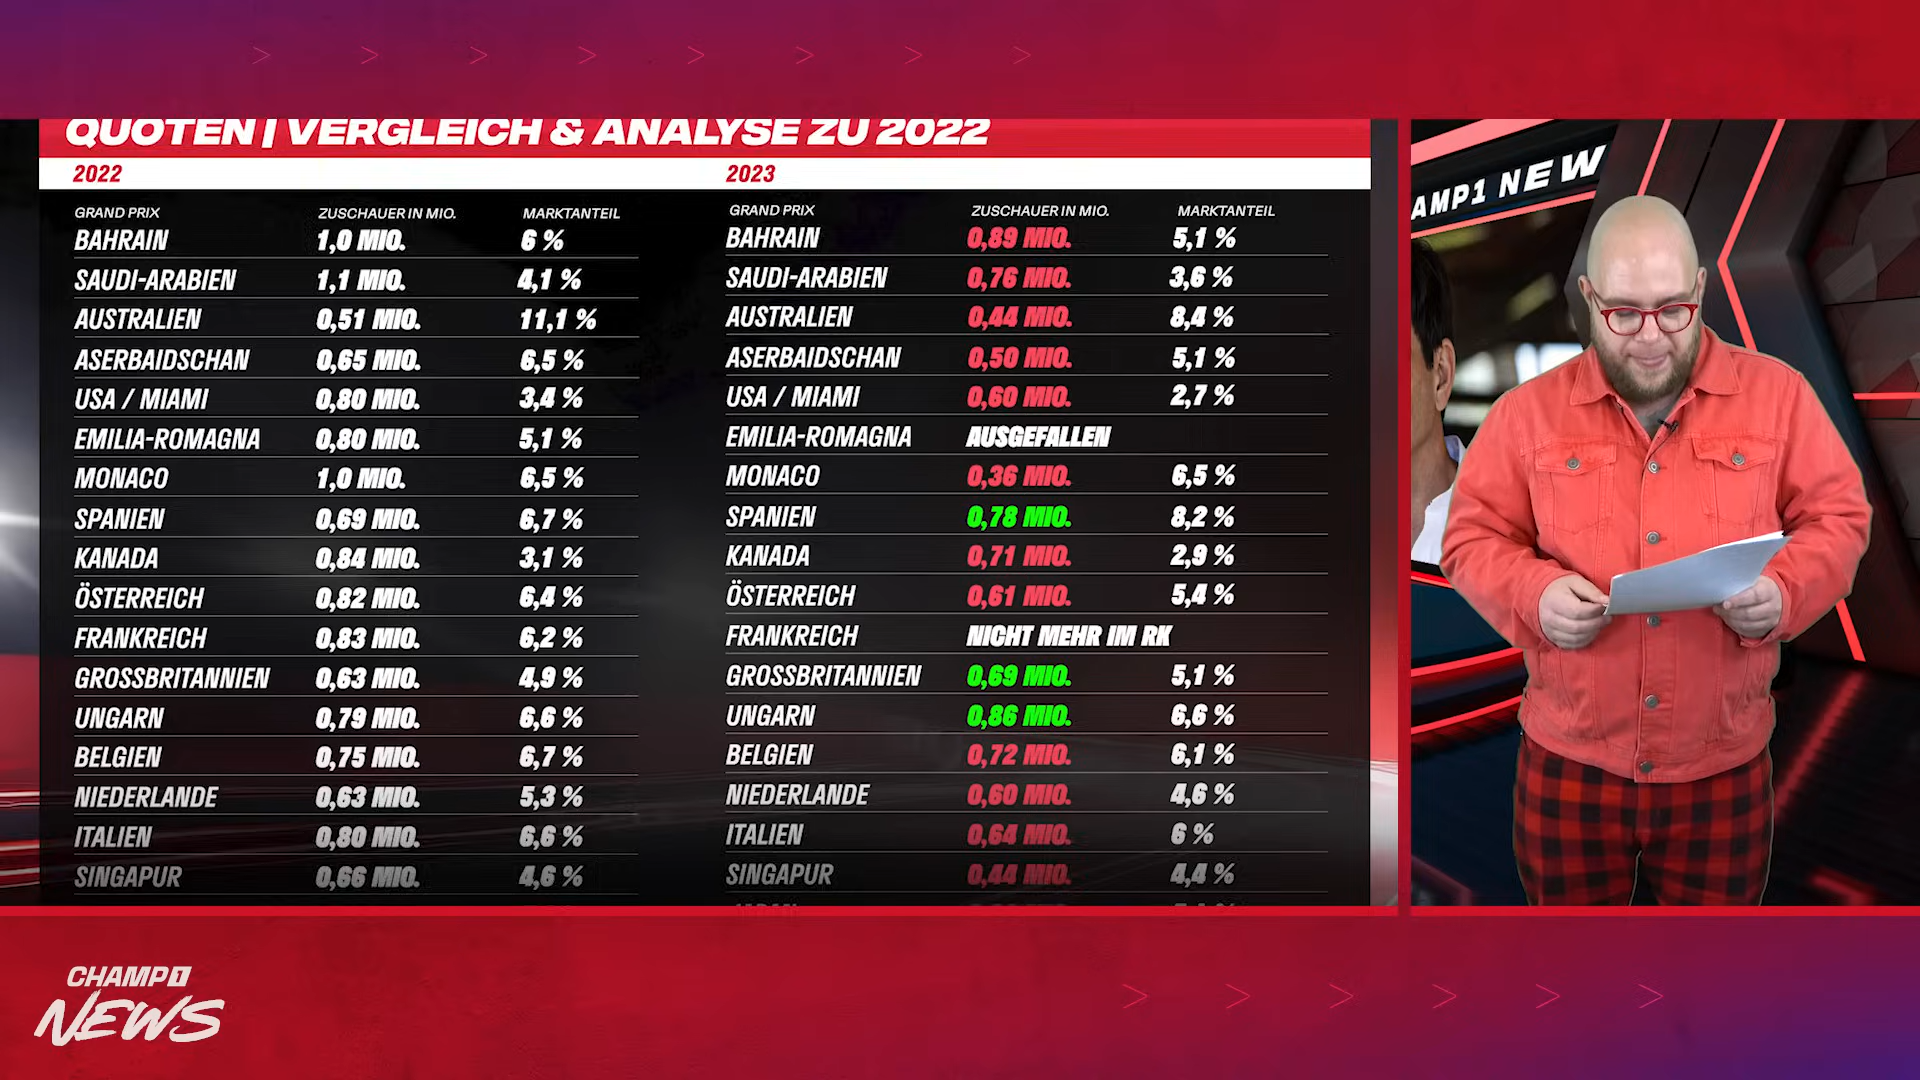 QUOTEN | VERGLEICH & ANALYSE ZU 2022
2022
GRAND PRIX ZUSCHAUER IN MIO. MARKTANTEIL
BAHRAIN 1,0 MIO. 6 %
SAUDI-ARABIEN 1,1 MIO. 4,1 %
AUSTRALIEN 0,51 MIO. 11,1 %
ASERBAIDSCHAN 0,65 MIO. 6,5 %
USA / MIAMI 0,80 MIO. 3,4 %
EMILIA-ROMAGNA 0,80 MIO. 5,1 %
MONACO 1,0 MIO. 6,5 %
SPANIEN 0,69 MIO. 6,7 %
KANADA 0,84 MIO. 3,1 %
ÖSTERREICH 0,82 MIO. 6,4 %
FRANKREICH 0,83 MIO. 6,2 %
GROSSBRITANNIEN 0,63 MIO. 4,9 %
UNGARN 0,79 MIO. 6,6 %
BELGIEN 0,75 MIO. 6,7 %
NIEDERLANDE 0,63 MIO. 5,3 %
ITALIEN 0,80 MIO. 6,6 %
SINGAPUR 0,66 MIO. 4,6 %
2023
GRAND PRIX ZUSCHAUER IN MIO. MARKTANTEIL
BAHRAIN 0,89 MIO. 5,1 %
SAUDI-ARABIEN 0,76 MIO. 3,6 %
AUSTRALIEN 0,44 MIO. 8,4 %
ASERBAIDSCHAN 0,50 MIO. 5,1 %
USA / MIAMI 0,60 MIO. 2,7 %
EMILIA-ROMAGNA AUSGEFALLEN
MONACO 0,36 MIO. 6,5 %
SPANIEN 0,78 MIO. 8,2 %
KANADA 0,71 MIO. 2,9 %
ÖSTERREICH 0,61 MIO. 5,4 %
FRANKREICH NICHT MEHR IM RK
GROSSBRITANNIEN 0,69 MIO. 5,1 %
UNGARN 0,86 MIO. 6,6 %
BELGIEN 0,72 MIO. 6,1 %
NIEDERLANDE 0,60 MIO. 4,6 %
ITALIEN 0,64 MIO. 6 %
SINGAPUR 0,44 MIO. 4,4 %
AMP1 NEW
CHAMP1
NEWS